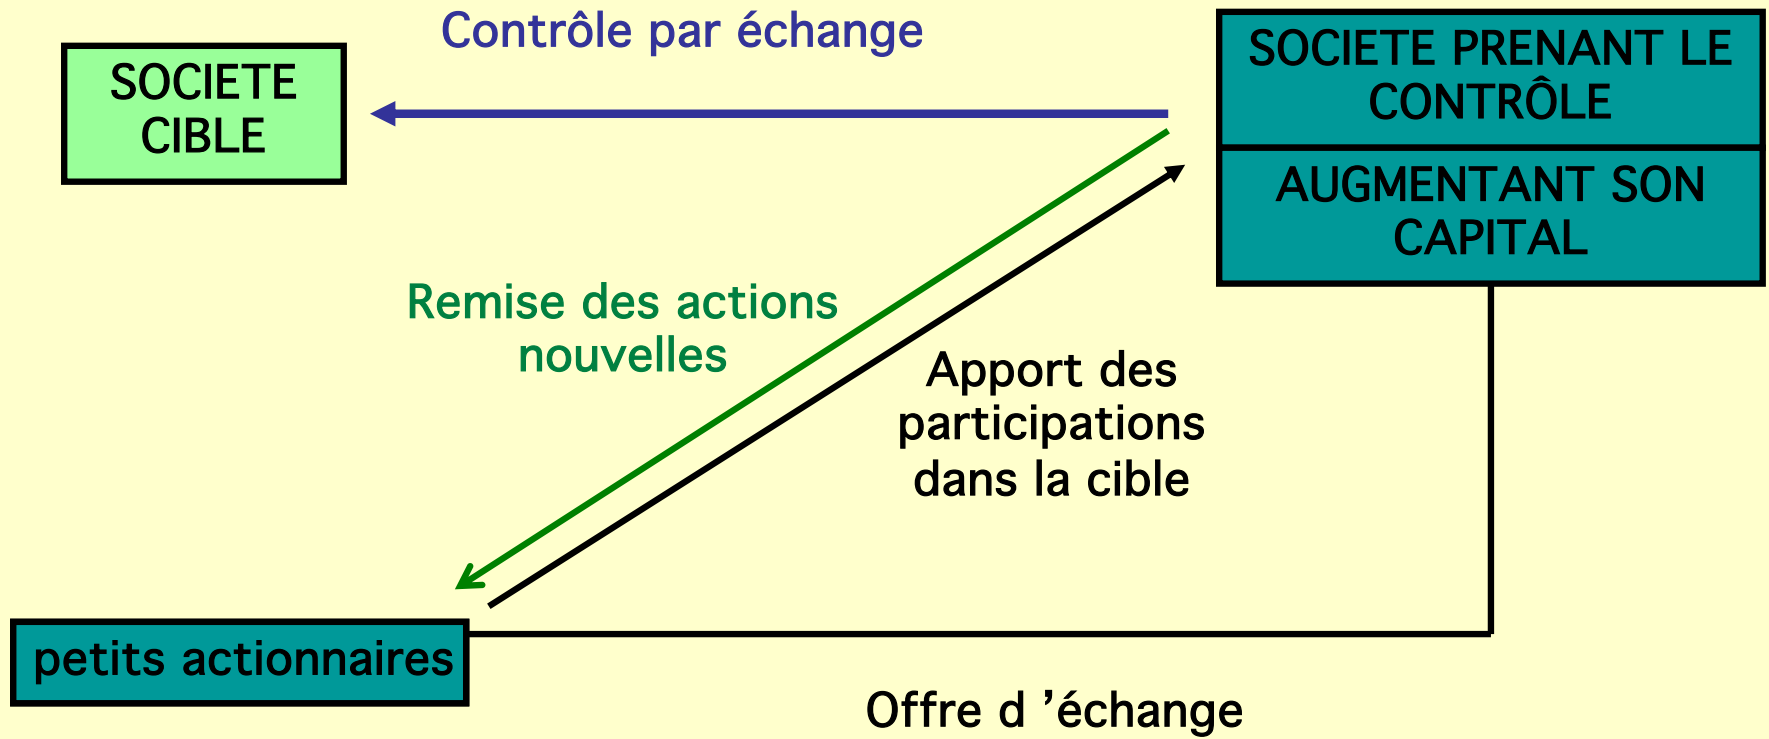 Contrôle par échange
SOCIETE
CIBLE
SOCIETE PRENANT LE
CONTRÔLE
AUGMENTANT SON
CAPITAL
Remise des actions
nouvelles
Apport des
participations
dans la cible
petits actionnaires
Offre d ’échange